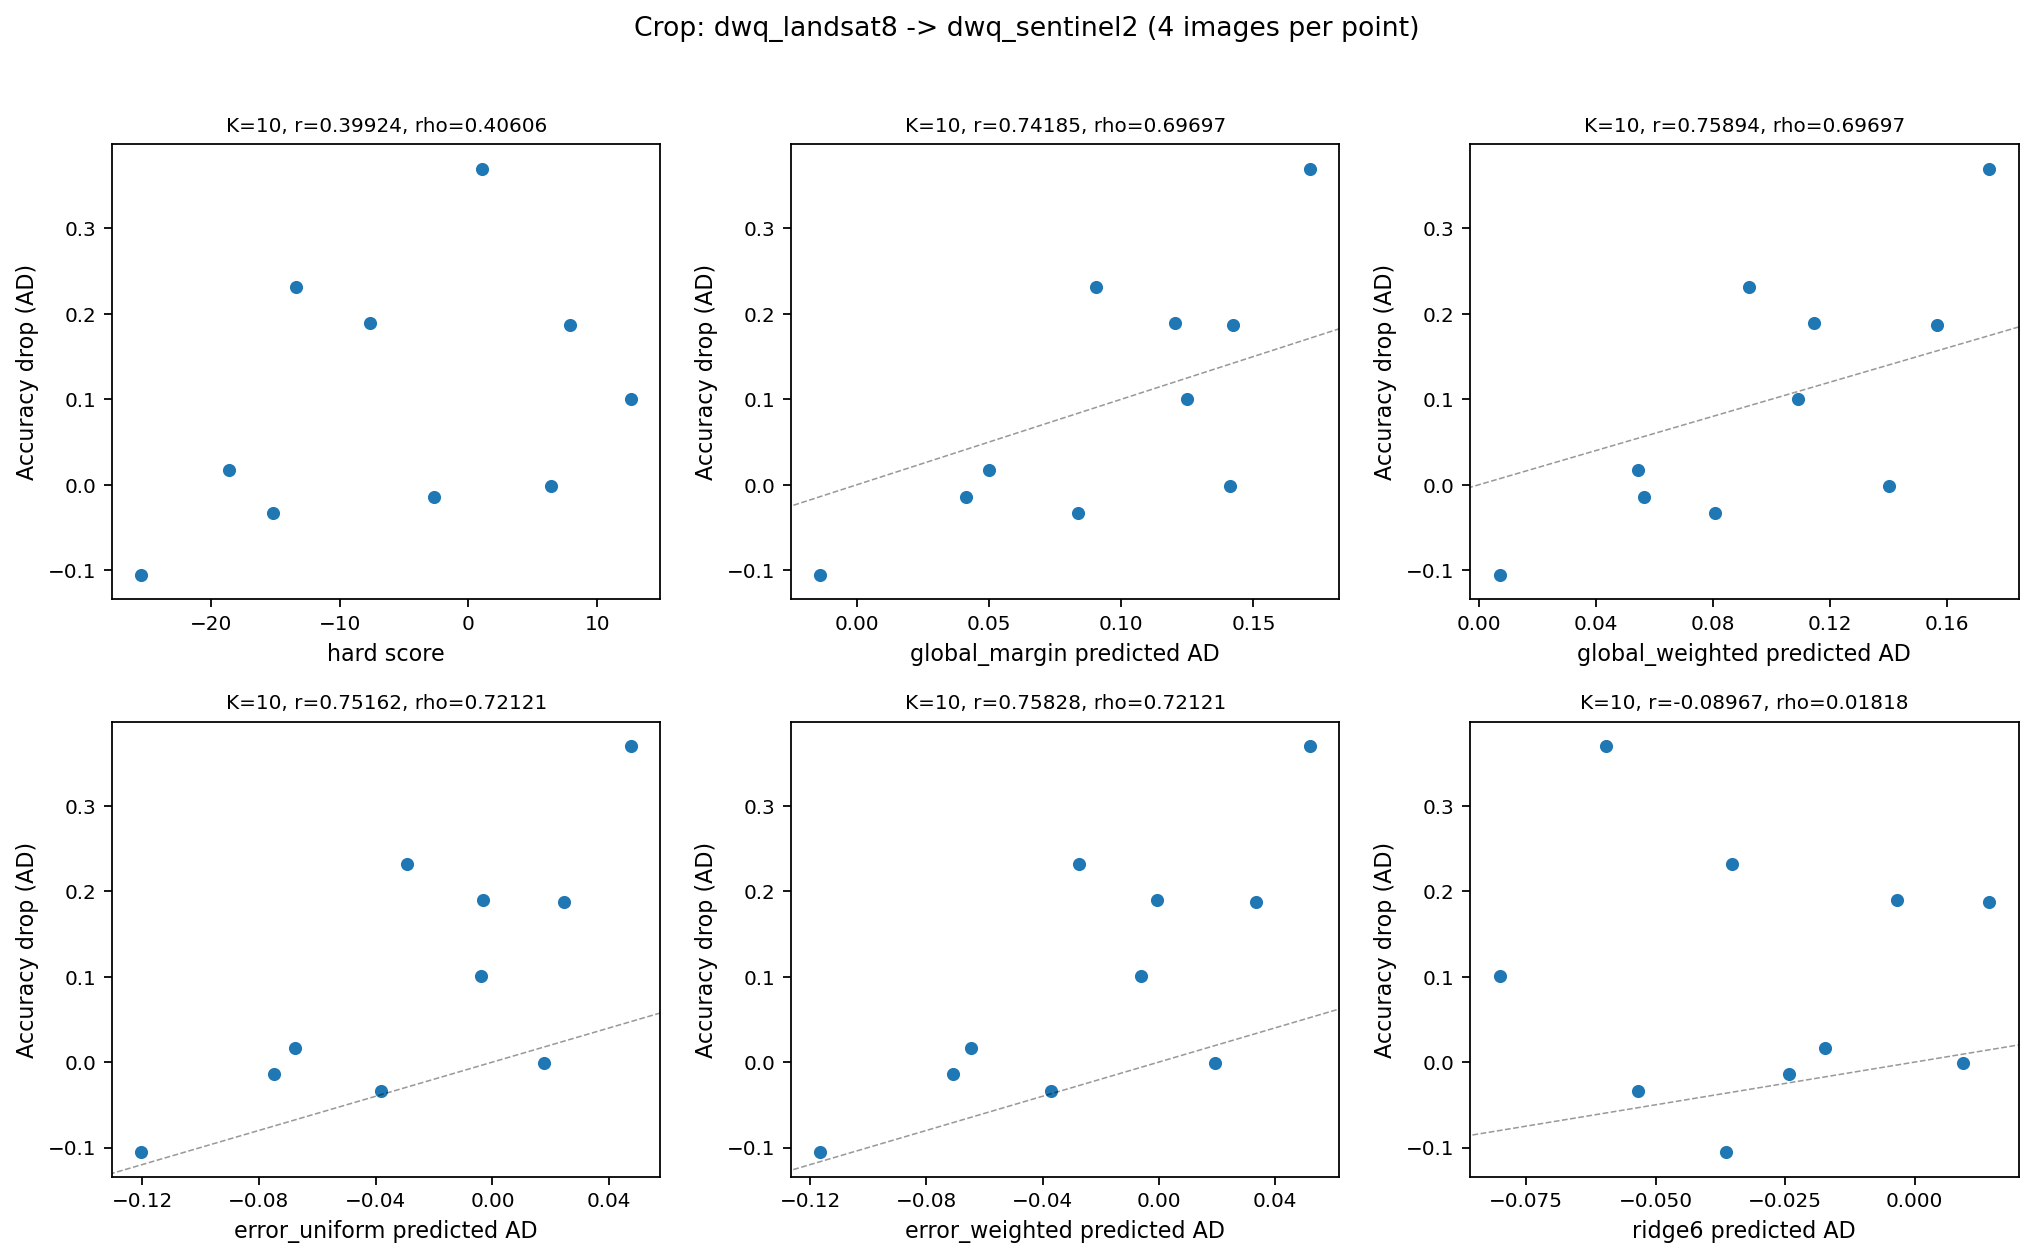 Crop: dwq_landsat8 -> dwq_sentinel2 (4 images per point)
K=10, r=0.39924, rho=0.40606
Accuracy drop (AD)
0.3
0.2
0.1
0.0
−0.1
−20 −10 0 10
hard score
K=10, r=0.74185, rho=0.69697
Accuracy drop (AD)
0.3
0.2
0.1
0.0
−0.1
0.00 0.05 0.10 0.15
global_margin predicted AD
K=10, r=0.75894, rho=0.69697
Accuracy drop (AD)
0.3
0.2
0.1
0.0
−0.1
0.00 0.04 0.08 0.12 0.16
global_weighted predicted AD
K=10, r=0.75162, rho=0.72121
Accuracy drop (AD)
0.3
0.2
0.1
0.0
−0.1
−0.12 −0.08 −0.04 0.00 0.04
error_uniform predicted AD
K=10, r=0.75828, rho=0.72121
Accuracy drop (AD)
0.3
0.2
0.1
0.0
−0.1
−0.12 −0.08 −0.04 0.00 0.04
error_weighted predicted AD
K=10, r=-0.08967, rho=0.01818
Accuracy drop (AD)
0.3
0.2
0.1
0.0
−0.1
−0.075 −0.050 −0.025 0.000
ridge6 predicted AD